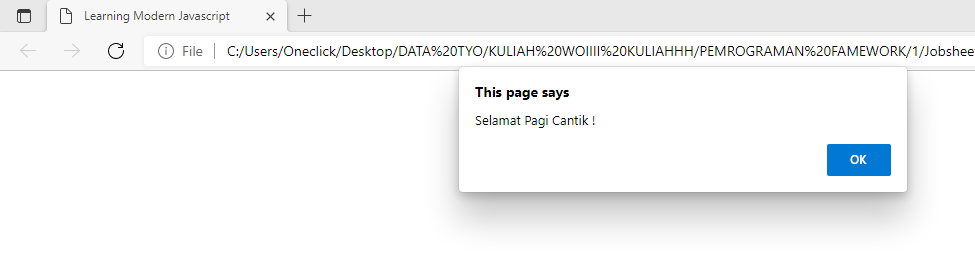 Learning Modern Javascript
File
C:/Users/Oneclick/Desktop/DATA%20TYO/KULIAH%20WOIIII%20KULIAHHH/PEMROGRAMAN%20FAMEWORK/1/Jobshee
This page says
Selamat Pagi Cantik !
OK